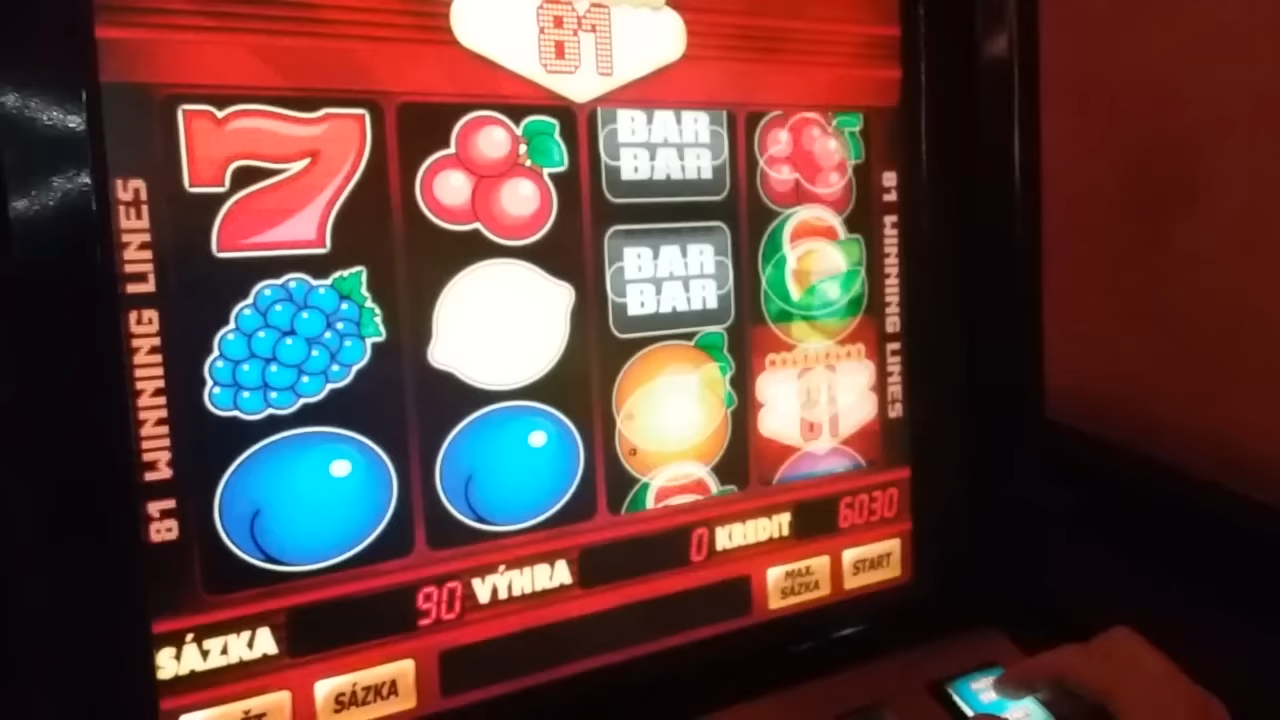 81
BAR
BAR
BAR
BAR
81 WINNING LINES
81 WINNING LINES
81
SÁZKA 90 VÝHRA 0 KREDIT 6030
SÁZKA
MAX. SÁZKA
START